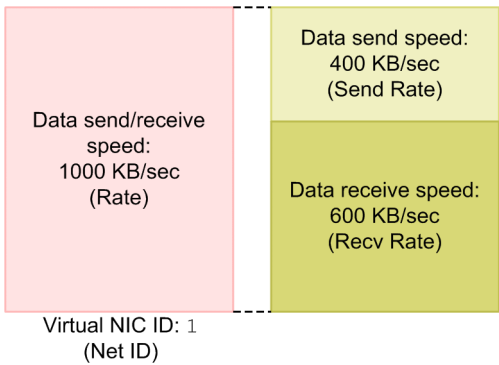 Data send/receive
speed:
1000 KB/sec
(Rate)
Data send speed:
400 KB/sec
(Send Rate)
Data receive speed:
600 KB/sec
(Recv Rate)
Virtual NIC ID: 1
(Net ID)